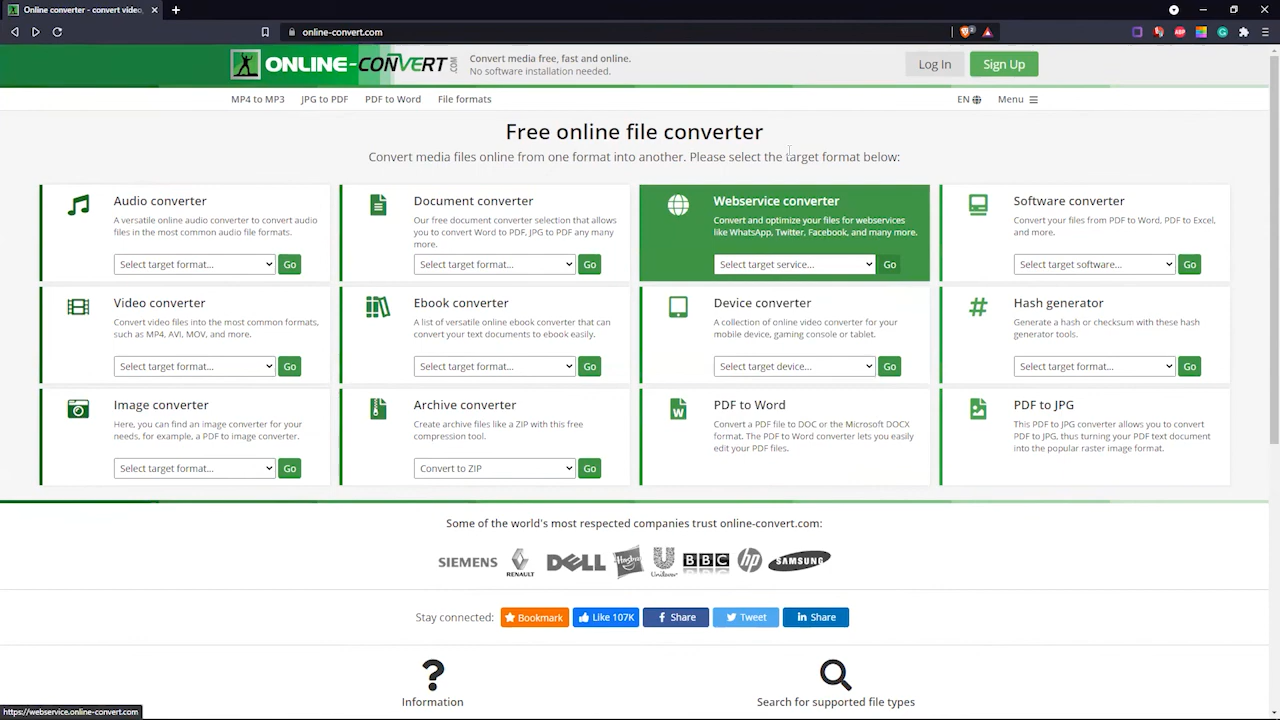 Online converter - convert video,
online-convert.com
ONLINE-CONVERT.COM
Convert media free, fast and online.
No software installation needed.
Log In
Sign Up
MP4 to MP3
JPG to PDF
PDF to Word
File formats
EN
Menu
Free online file converter
Convert media files online from one format into another. Please select the target format below:
Audio converter
A versatile online audio converter to convert audio
files in the most common audio file formats.
Select target format...
Go
Document converter
Our free document converter selection that allows
you to convert Word to PDF, JPG to PDF any many
more.
Select target format...
Go
Webservice converter
Convert and optimize your files for webservices
like WhatsApp, Twitter, Facebook, and many more.
Select target service...
Go
Software converter
Convert your files from PDF to Word, PDF to Excel,
and more.
Select target software...
Go
Video converter
Convert video files into the most common formats,
such as MP4, AVI, MOV, and more.
Select target format...
Go
Ebook converter
A list of versatile online ebook converter that can
convert your text documents to ebook easily.
Select target format...
Go
Device converter
A collection of online video converter for your
mobile device, gaming console or tablet.
Select target device...
Go
Hash generator
Generate a hash or checksum with these hash
generator tools.
Select target format...
Go
Image converter
Here, you can find an image converter for your
needs, for example, a PDF to image converter.
Select target format...
Go
Archive converter
Create archive files like a ZIP with this free
compression tool.
Convert to ZIP
Go
PDF to Word
Convert a PDF file to DOC or the Microsoft DOCX
format. The PDF to Word converter lets you easily
edit your PDF files.
PDF to JPG
This PDF to JPG converter allows you to convert
PDF to JPG, thus turning your PDF text document
into the popular raster image format.
Some of the world's most respected companies trust online-convert.com:
SIEMENS
RENAULT
DELL
Hasbro
Unilever
BBC
hp
SAMSUNG
Stay connected:
Bookmark
Like 107K
Share
Tweet
Share
Information
Search for supported file types
https://webservice.online-convert.com